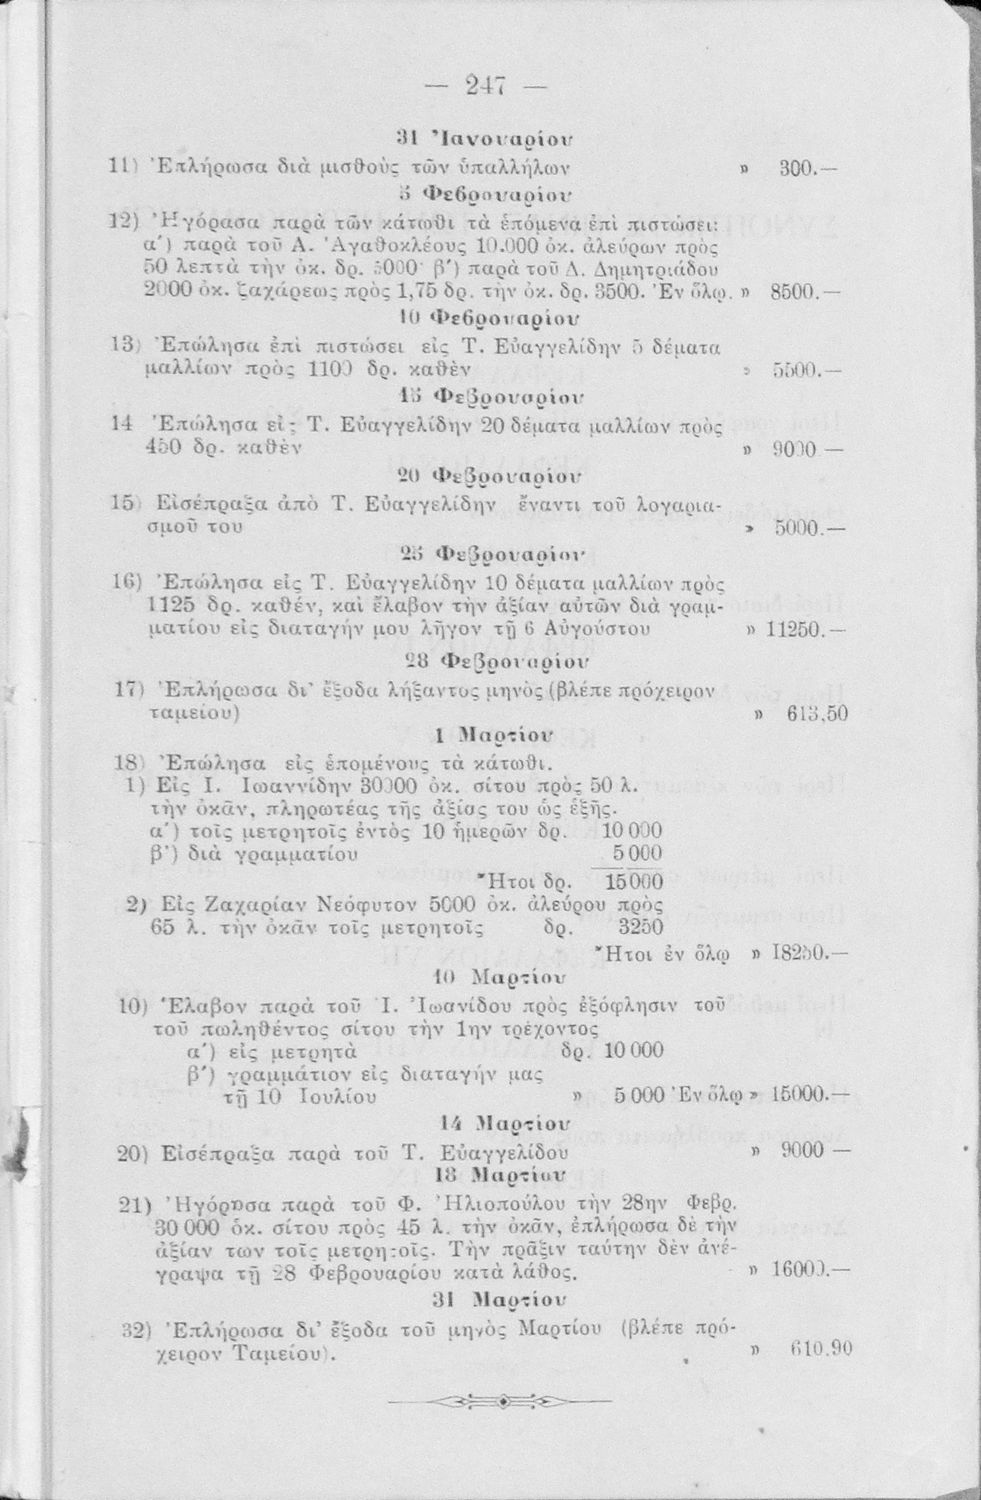 — 247 —
31 Ἰανουαρίου
11) Ἐπλήρωσα διὰ μισθοὺς τῶν ὑπαλλήλων » 300.—
5 Φεβρουαρίου
12) Ἠγόρασα παρὰ τῶν κάτωθι τὰ ἑπόμενα ἐπὶ πιστώσει:
α΄) παρὰ τοῦ Α. Ἀγαθοκλέους 10.000 ὀκ. ἀλεύρων πρὸς
50 λεπτὰ τὴν ὀκ. δρ. 5000· β΄) παρὰ τοῦ Δ. Δημητριάδου
2000 ὀκ. ζαχάρεως πρὸς 1,75 δρ. τὴν ὀκ. δρ. 3500. Ἐν ὅλῳ. » 8500.—
10 Φεβρουαρίου
13) Ἐπώλησα ἐπὶ πιστώσει εἰς Τ. Εὐαγγελίδην 5 δέματα
μαλλίων πρὸς 1100 δρ. καθὲν » 5500.—
15 Φεβρουαρίου
14 Ἐπώλησα εἰς Τ. Εὐαγγελίδην 20 δέματα μαλλίων πρὸς
450 δρ. καθὲν » 9000 —
20 Φεβρουαρίου
15) Εἰσέπραξα ἀπὸ Τ. Εὐαγγελίδην ἔναντι τοῦ λογαρια-
σμοῦ του » 5000.—
25 Φεβρουαρίου
16) Ἐπώλησα εἰς Τ. Εὐαγγελίδην 10 δέματα μαλλίων πρὸς
1125 δρ. καθέν, καὶ ἔλαβον τὴν ἀξίαν αὐτῶν διὰ γραμ-
ματίου εἰς διαταγήν μου λῆγον τῇ 6 Αὐγούστου » 11250.—
28 Φεβρουαρίου
17) Ἐπλήρωσα δι' ἔξοδα λήξαντος μηνὸς (βλέπε πρόχειρον
ταμείου) » 613,50
1 Μαρτίου
18) Ἐπώλησα εἰς ἑπομένους τὰ κάτωθι.
1) Εἰς Ι. Ιωαννίδην 30000 ὀκ. σίτου πρὸς 50 λ.
τὴν ὀκᾶν, πληρωτέας τῆς ἀξίας του ὡς ἑξῆς.
α΄) τοῖς μετρητοῖς ἐντὸς 10 ἡμερῶν δρ. 10 000
β΄) διὰ γραμματίου 5 000
Ἤτοι δρ. 15000
2) Εἰς Ζαχαρίαν Νεόφυτον 5000 ὀκ. ἀλεύρου πρὸς
65 λ. τὴν ὀκᾶν τοῖς μετρητοῖς δρ. 3250
Ἤτοι ἐν ὅλῳ » 18250.—
10 Μαρτίου
10) Ἔλαβον παρὰ τοῦ Ἰ. Ἰωανίδου πρὸς ἐξόφλησιν τοῦ
τοῦ πωληθέντος σίτου τὴν 1ην τρέχοντος
α΄) εἰς μετρητὰ δρ. 10 000
β΄) γραμμάτιον εἰς διαταγήν μας
τῇ 10 Ιουλίου » 5 000 Ἐν ὅλῳ » 15000.—
14 Μαρτίου
20) Εἰσέπραξα παρὰ τοῦ Τ. Εὐαγγελίδου » 9000 —
18 Μαρτίου
21) Ἠγόρασα παρὰ τοῦ Φ. Ἡλιοπούλου τὴν 28ην Φεβρ.
30 000 ὀκ. σίτου πρὸς 45 λ. τὴν ὀκᾶν, ἐπλήρωσα δὲ τὴν
ἀξίαν των τοῖς μετρητοῖς. Τὴν πρᾶξιν ταύτην δὲν ἀνέ-
γραψα τῇ 28 Φεβρουαρίου κατὰ λάθος. » 16000.—
31 Μαρτίου
32) Ἐπλήρωσα δι' ἔξοδα τοῦ μηνὸς Μαρτίου (βλέπε πρό-
χειρον Ταμείου). » 610.90